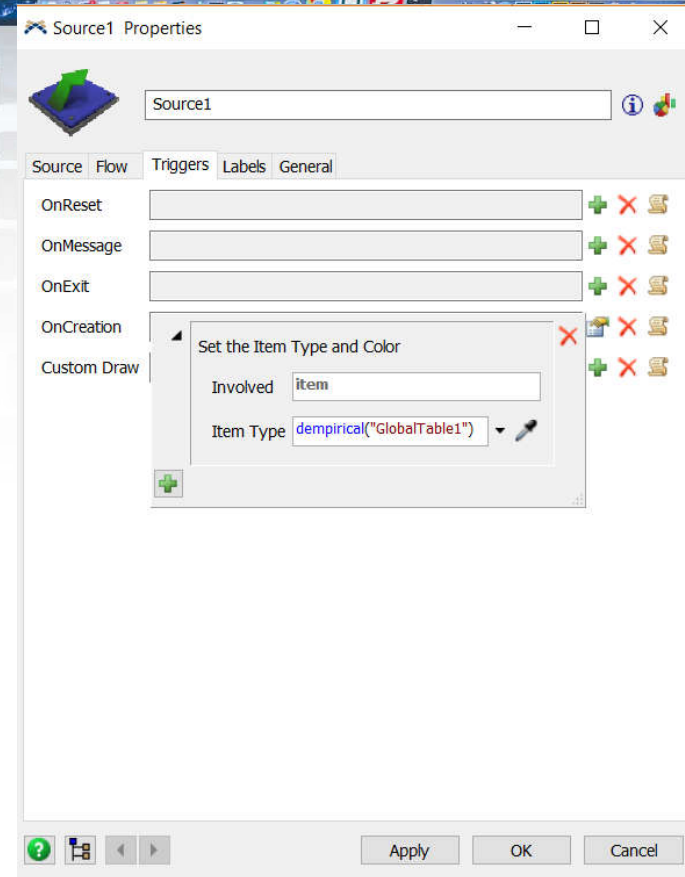 Source1 Properties
Source1
Source Flow Triggers Labels General
OnReset
OnMessage
OnExit
OnCreation
Set the Item Type and Color
Custom Draw
Involved item
Item Type dempirical("GlobalTable1")
Apply OK Cancel